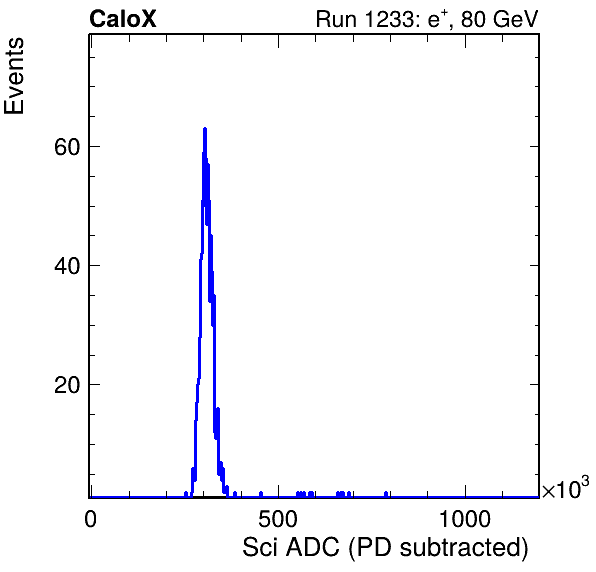 CaloX Run 1233: e⁺, 80 GeV
Events
60
40
20
0 500 1000 ×10³
Sci ADC (PD subtracted)